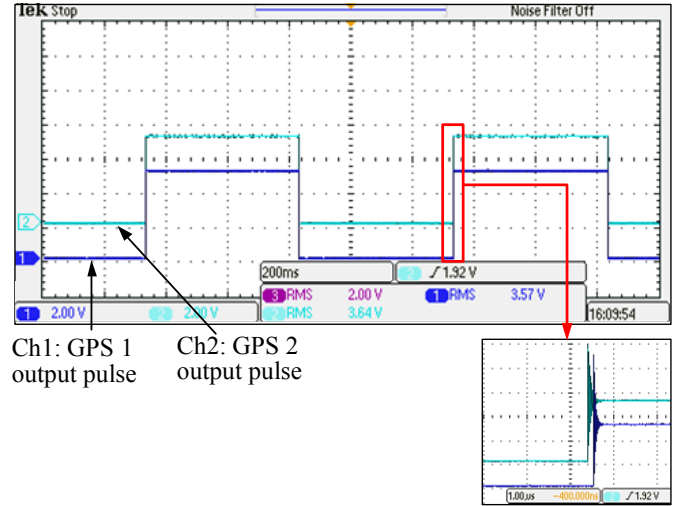 Tek Stop
Noise Filter Off
2
1
200ms
2 ʃ 1.92 V
3 RMS 2.00 V
1 RMS 3.57 V
2 RMS 3.64 V
1 2.00 V
2 2.00 V
16:09:54
Ch1: GPS 1
output pulse
Ch2: GPS 2
output pulse
1.00µs
-400.000ns
2 ʃ 1.92 V